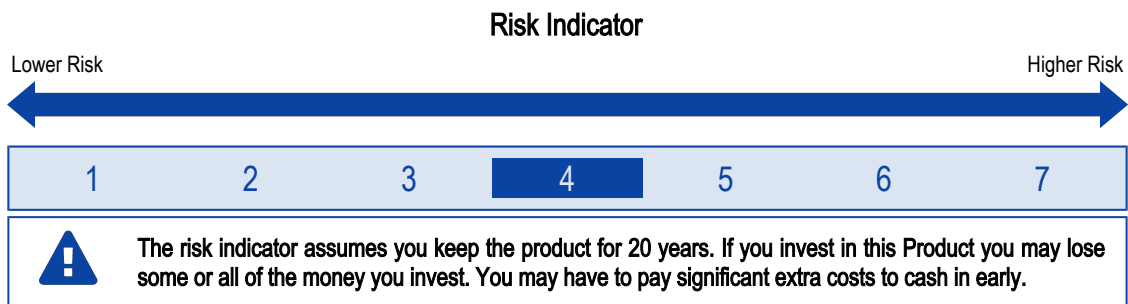 Risk Indicator
Lower Risk Higher Risk
1 2 3 4 5 6 7
The risk indicator assumes you keep the product for 20 years. If you invest in this Product you may lose
some or all of the money you invest. You may have to pay significant extra costs to cash in early.